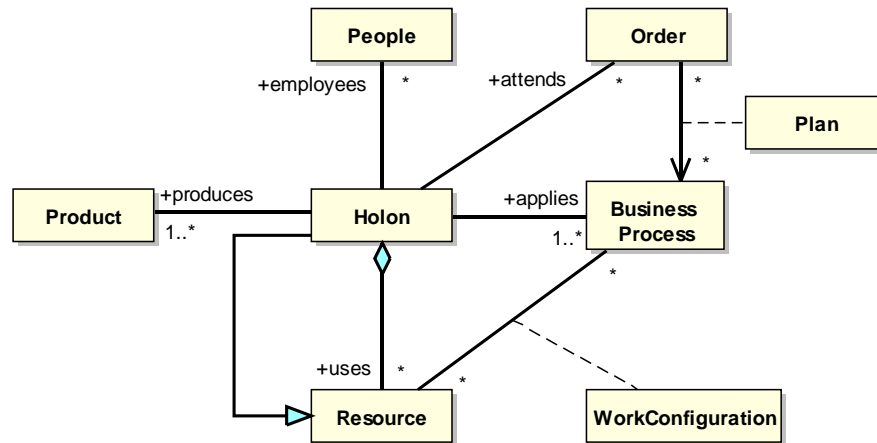 People
Order
+employees
*
+attends
*
*
Plan
*
Product
+produces
1..*
Holon
+applies
1..*
Business
Process
*
+uses
*
*
Resource
WorkConfiguration